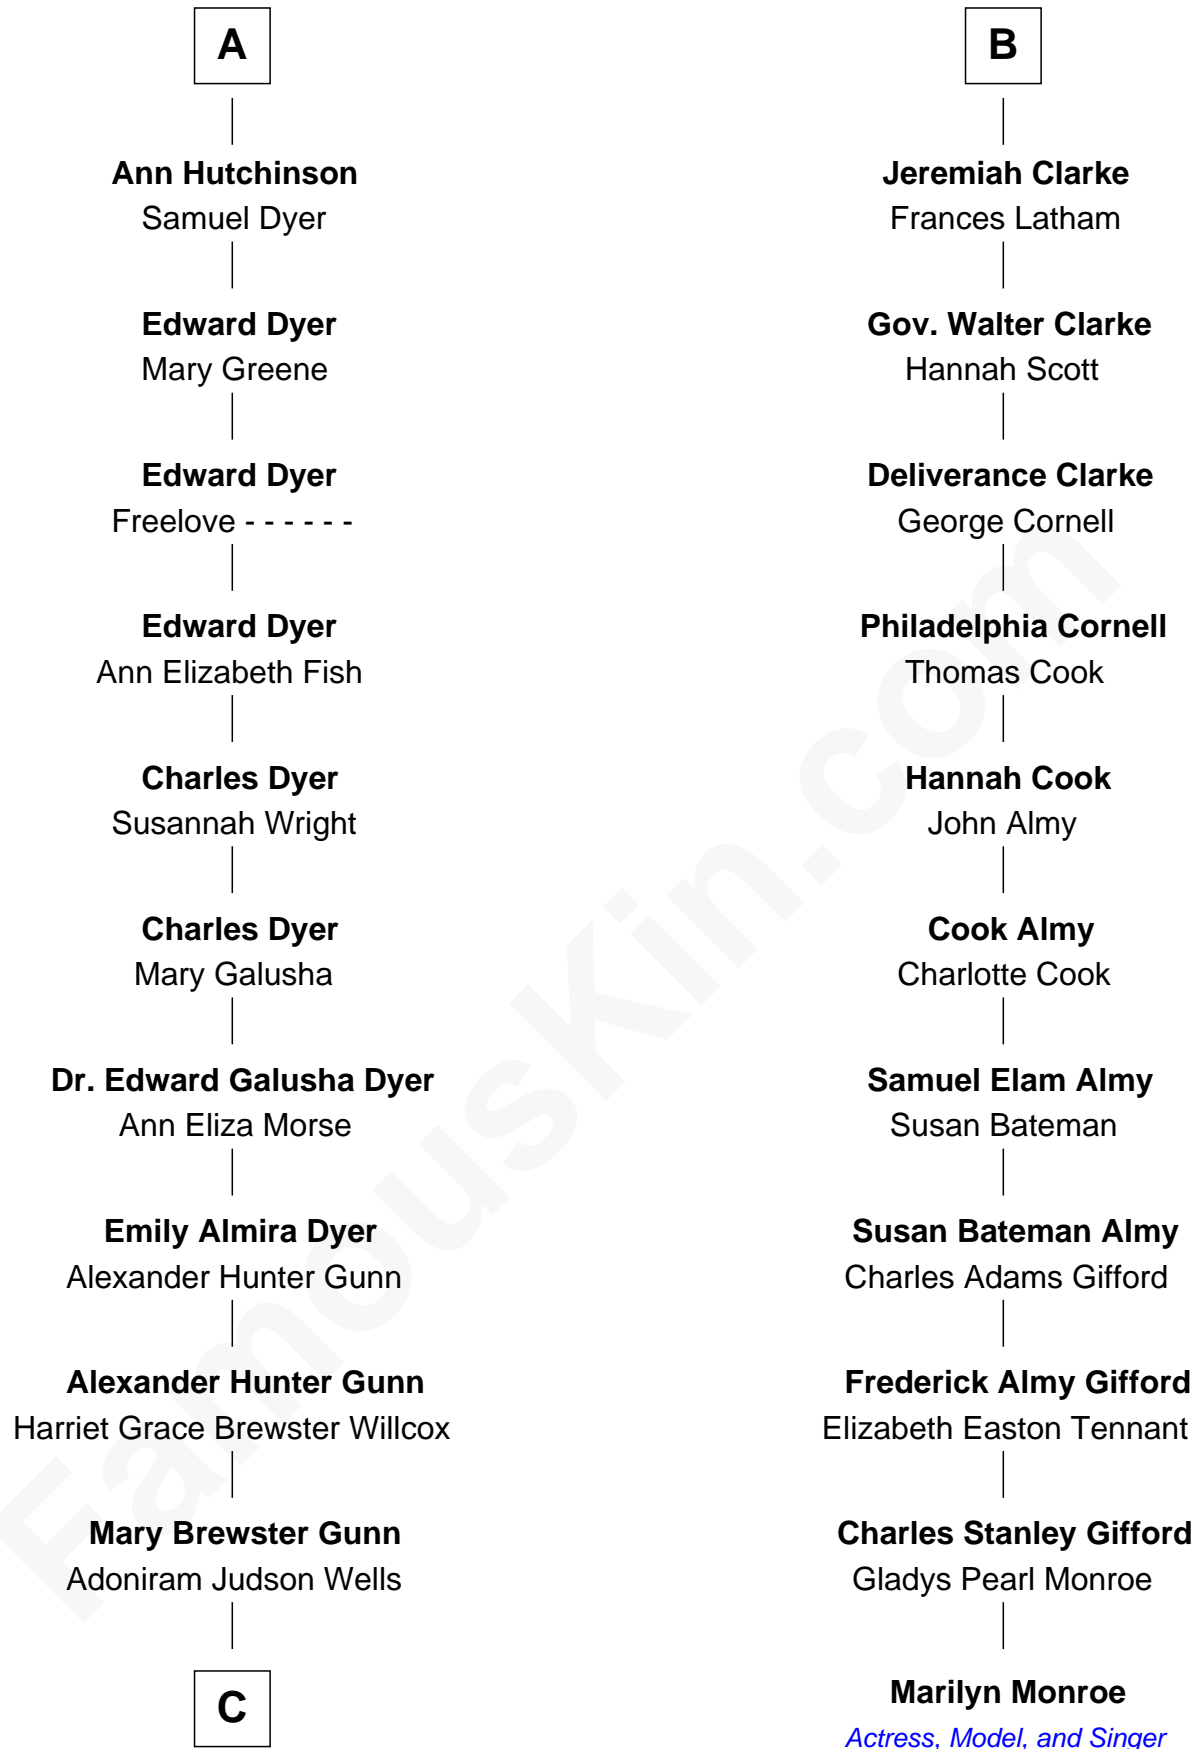 A
Ann Hutchinson
Samuel Dyer
Edward Dyer
Mary Greene
Edward Dyer
Freelove - - - - - -
Edward Dyer
Ann Elizabeth Fish
Charles Dyer
Susannah Wright
Charles Dyer
Mary Galusha
Dr. Edward Galusha Dyer
Ann Eliza Morse
Emily Almira Dyer
Alexander Hunter Gunn
Alexander Hunter Gunn
Harriet Grace Brewster Willcox
Mary Brewster Gunn
Adoniram Judson Wells
C
B
Jeremiah Clarke
Frances Latham
Gov. Walter Clarke
Hannah Scott
Deliverance Clarke
George Cornell
Philadelphia Cornell
Thomas Cook
Hannah Cook
John Almy
Cook Almy
Charlotte Cook
Samuel Elam Almy
Susan Bateman
Susan Bateman Almy
Charles Adams Gifford
Frederick Almy Gifford
Elizabeth Easton Tennant
Charles Stanley Gifford
Gladys Pearl Monroe
Marilyn Monroe
Actress, Model, and Singer
FamousKin.com